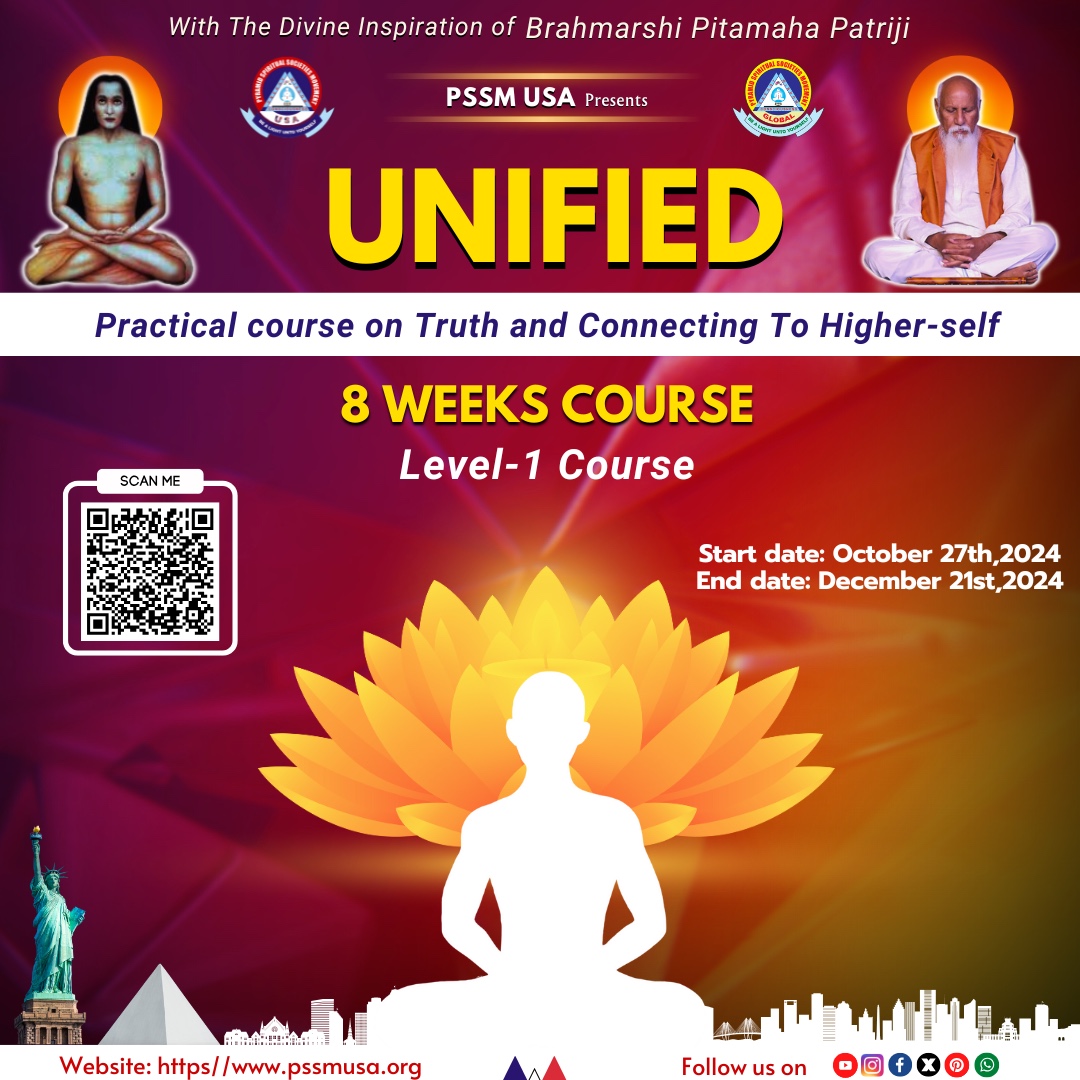 With The Divine Inspiration of Brahmarshi Pitamaha Patriji
PYRAMID SPIRITUAL SOCIETIES MOVEMENT
USA
BE A LIGHT UNTO YOURSELF
PSSM USA Presents
PYRAMID SPIRITUAL SOCIETIES MOVEMENT
GLOBAL
BE A LIGHT UNTO YOURSELF
UNIFIED
Practical course on Truth and Connecting To Higher-self
8 WEEKS COURSE
Level-1 Course
SCAN ME
Start date: October 27th,2024
End date: December 21st,2024
Website: https//www.pssmusa.org
Follow us on